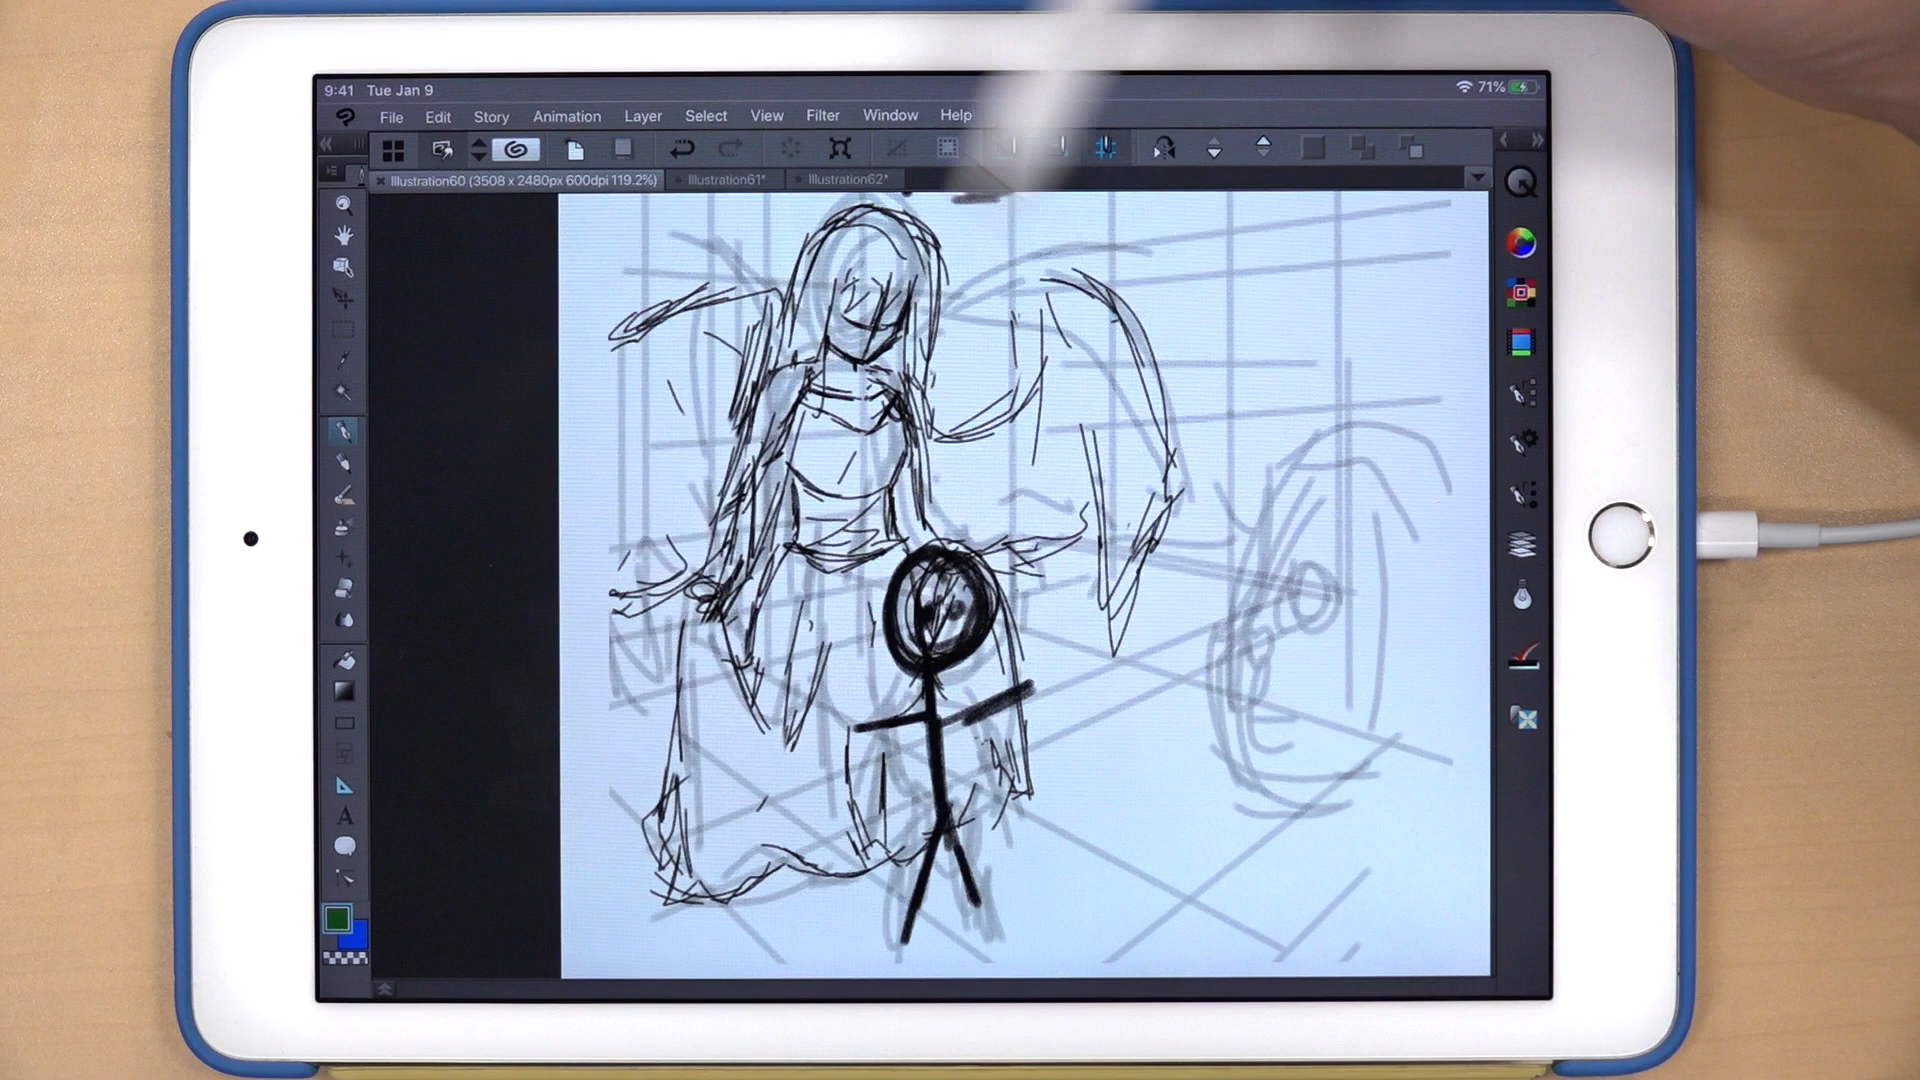 9:41 Tue Jan 9 71%
File Edit Story Animation Layer Select View Filter Window Help
Illustration60 (3508 x 2480px 600dpi 119.2%) Illustration61* Illustration62*
A